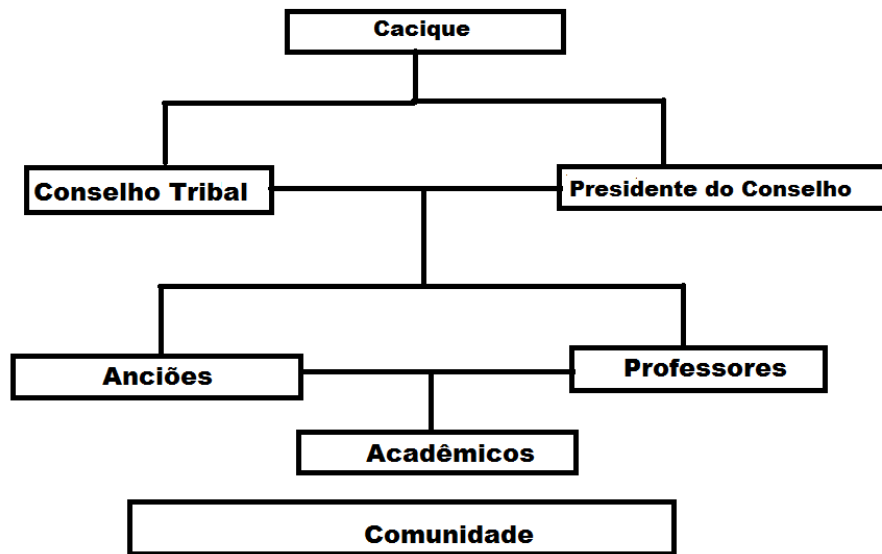 Cacique
Conselho Tribal
Presidente do Conselho
Anciões
Professores
Acadêmicos
Comunidade